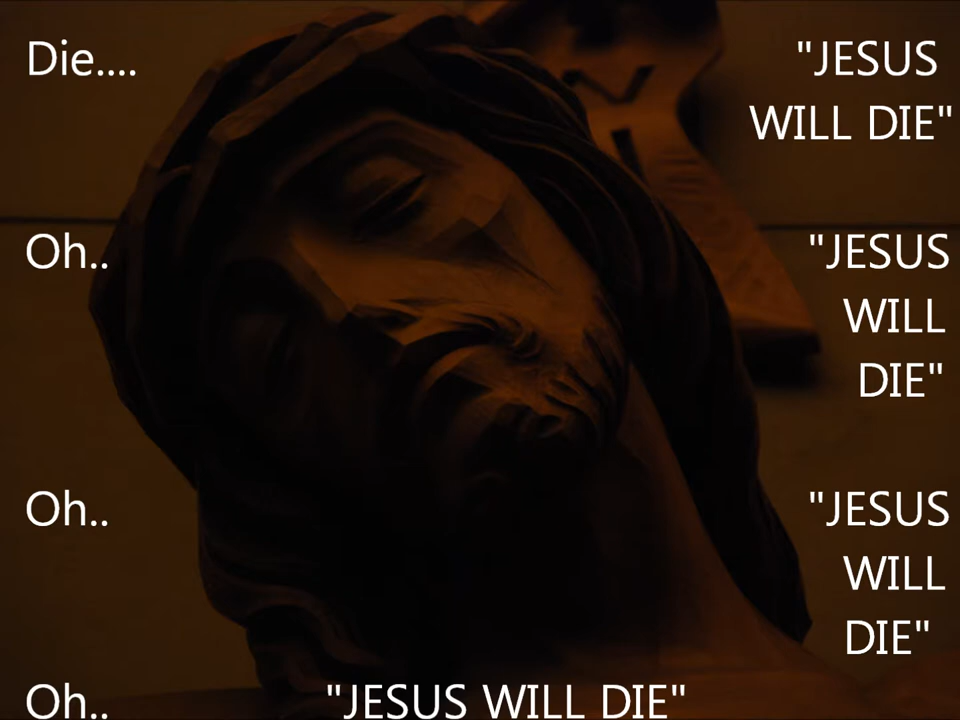 Die.... "JESUS
WILL DIE"
Oh.. "JESUS
WILL
DIE"
Oh.. "JESUS
WILL
DIE"
Oh.. "JESUS WILL DIE"